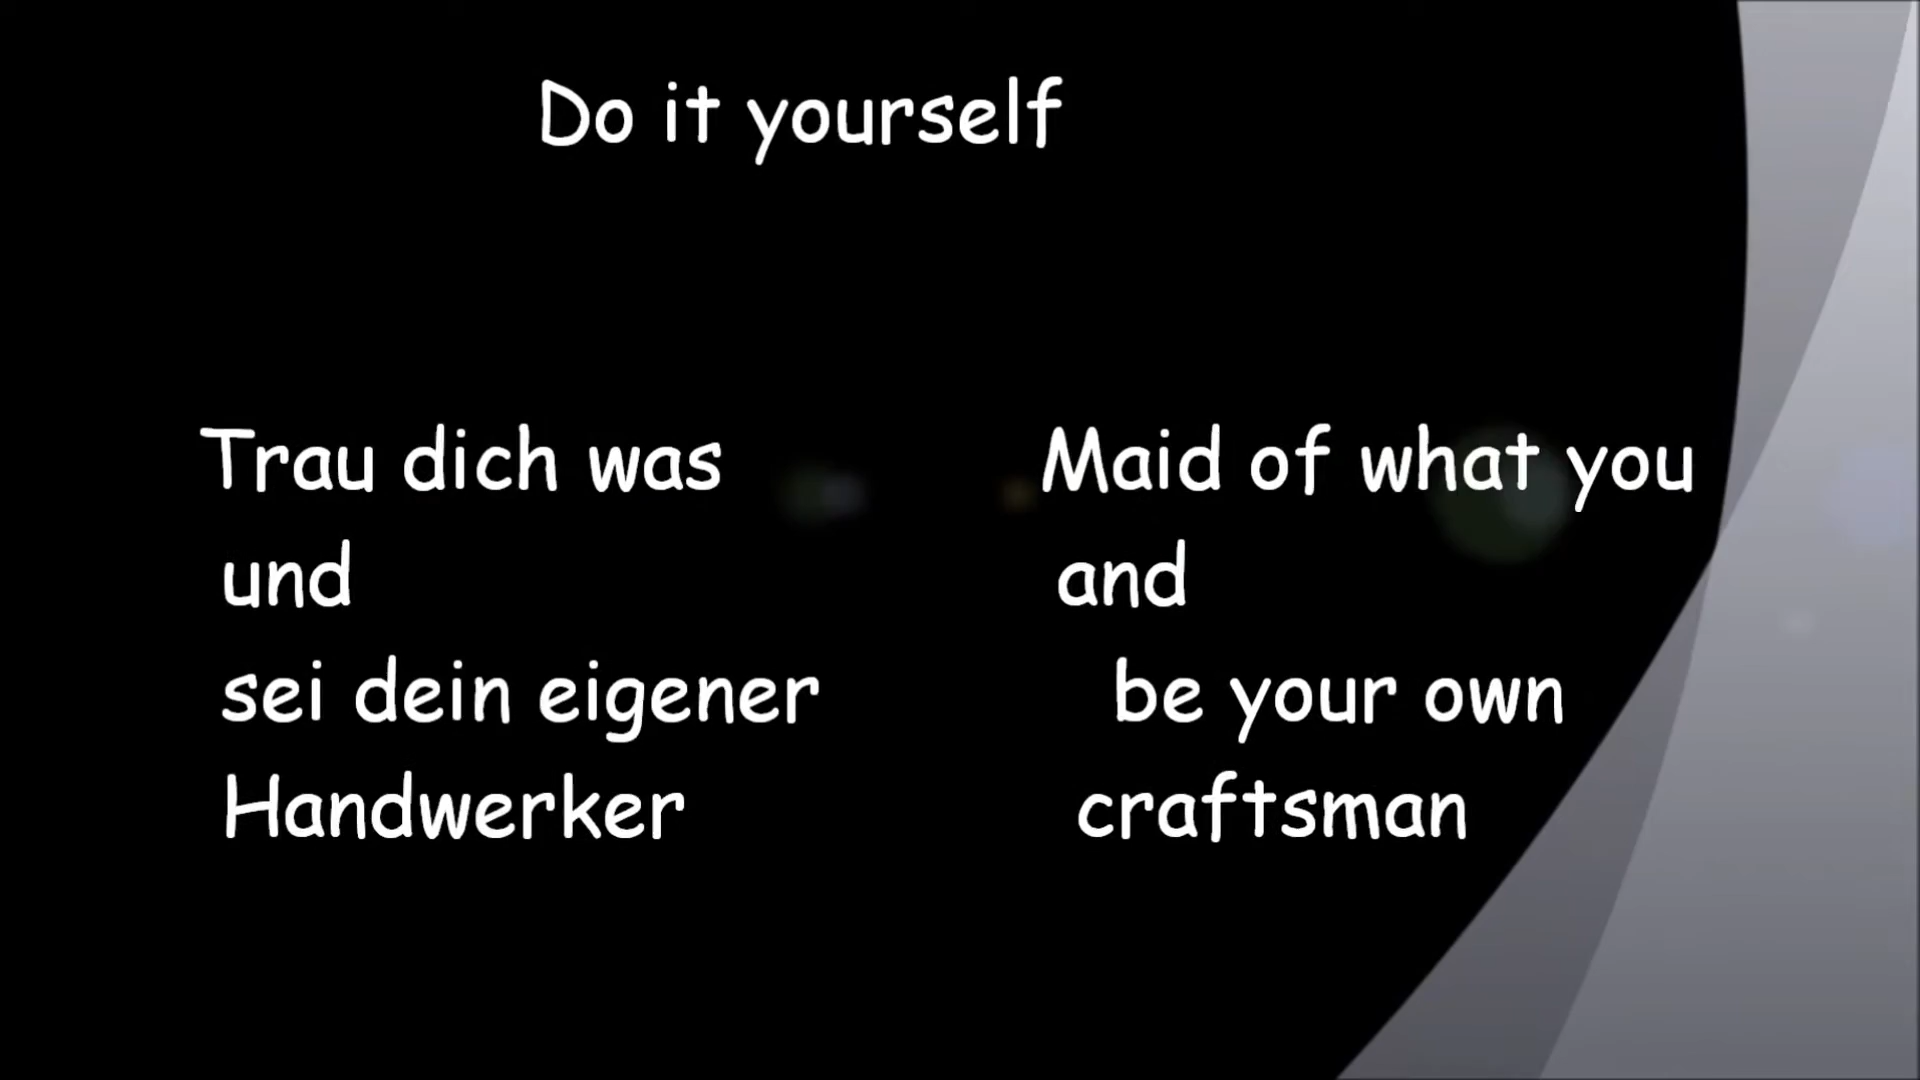 Do it yourself
Trau dich was
und
sei dein eigener
Handwerker
Maid of what you
and
be your own
craftsman